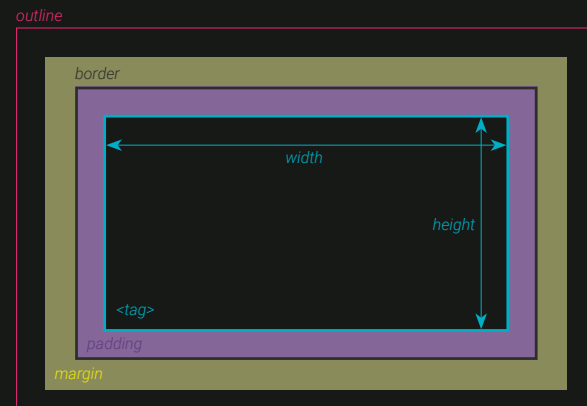 outline
border
width
height
<tag>
padding
margin